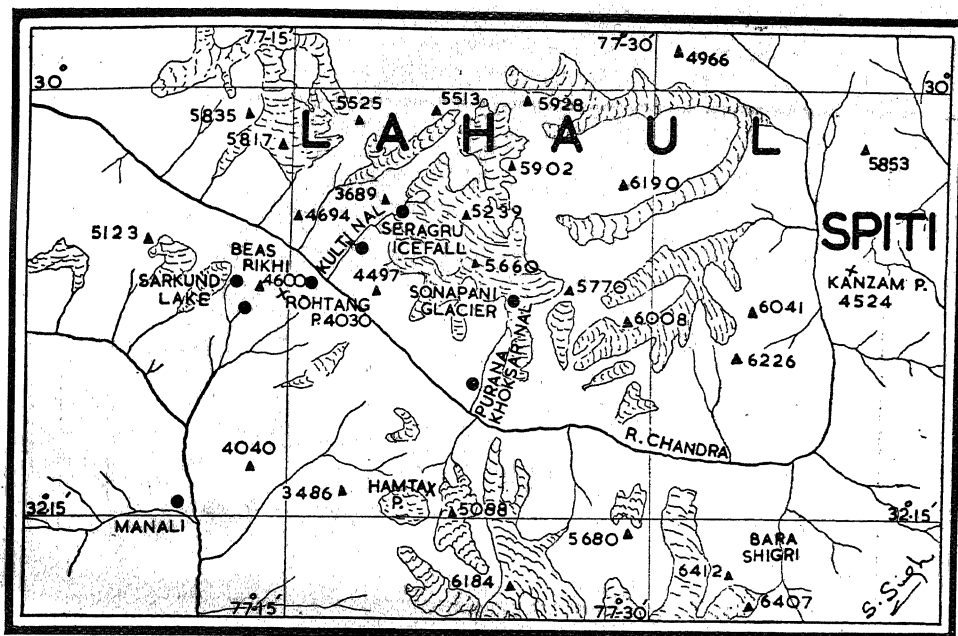 77-15'
77-30'
4966
30°
30°
5835
5525
5513
5928
5817
LAHAUL
5902
5853
6190
3689
4694
SERAGRU
ICEFALL
5239
KULTI NAL
SPITI
5123
BEAS
RIKHI
4600
5660
SARKUND
LAKE
ROHTANG
P.4030
4497
SONAPANI
GLACIER
5770
KANZAM P.
4524
6008
6041
6226
PURANA
KHOKSARINAL
R. CHANDRA
4040
3486
HAMTA
P.
5088
32°15'
32°15'
MANALI
5680
BARA
SHIGRI
6184
6412
6407
77-15'
77-30'
S. Singh